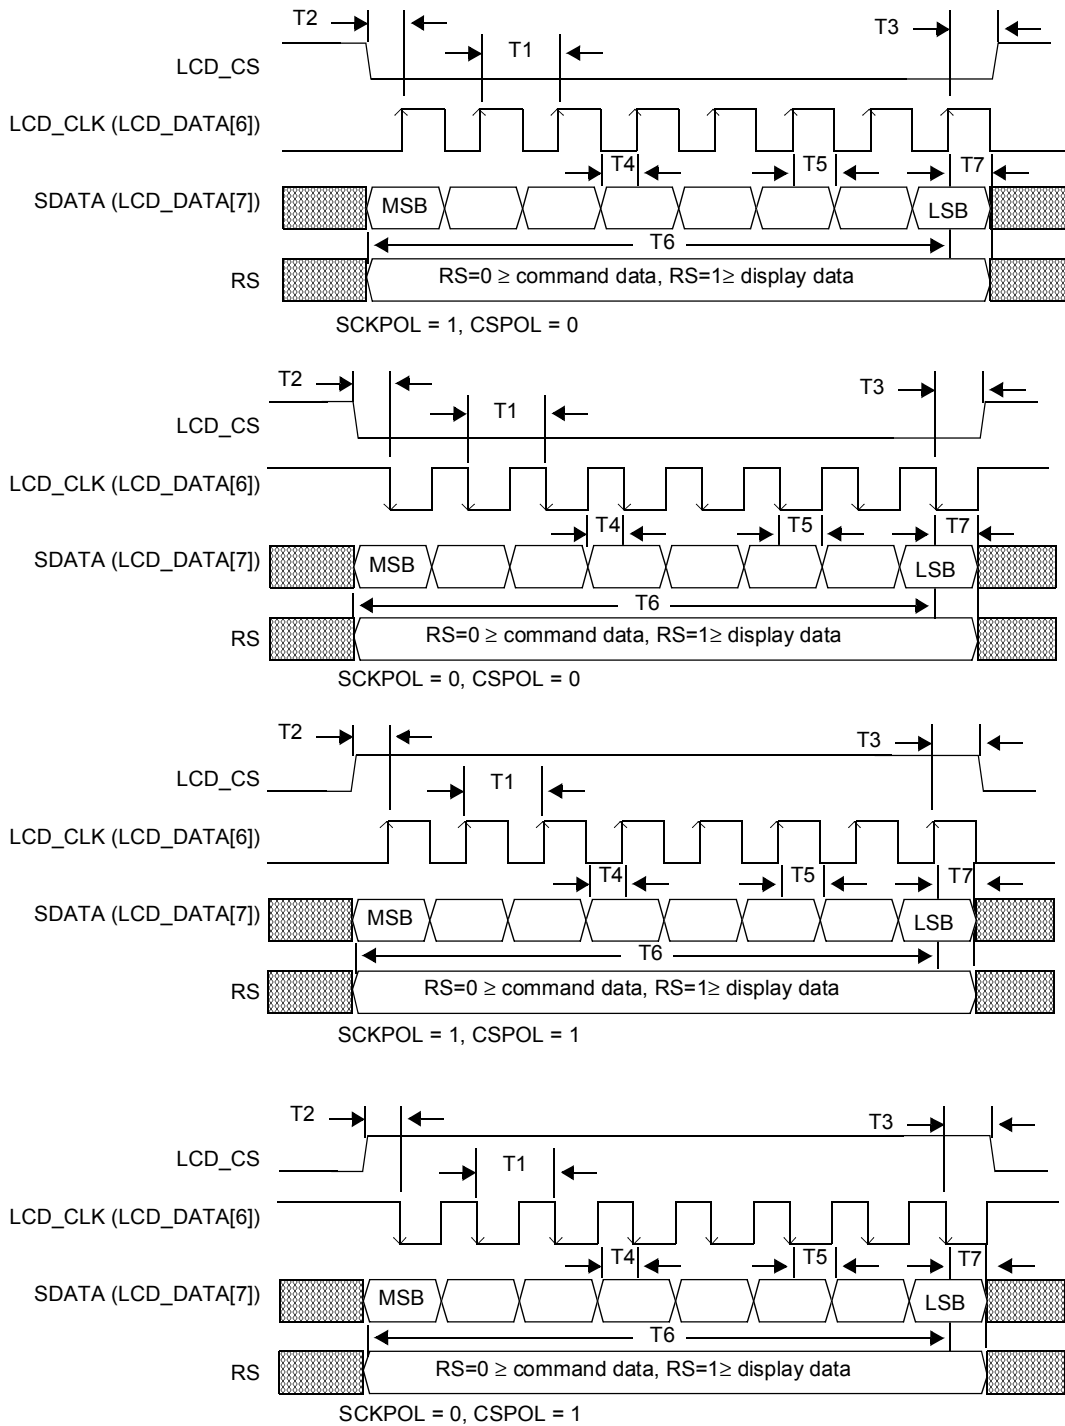 T2
T3
T1
LCD_CS
LCD_CLK (LCD_DATA[6])
T4
T5
T7
SDATA (LCD_DATA[7])
MSB
LSB
T6
RS
RS=0 ≥ command data, RS=1≥ display data
SCKPOL = 1, CSPOL = 0
T2
T3
T1
LCD_CS
LCD_CLK (LCD_DATA[6])
T4
T5
T7
SDATA (LCD_DATA[7])
MSB
LSB
T6
RS
RS=0 ≥ command data, RS=1≥ display data
SCKPOL = 0, CSPOL = 0
T2
T3
LCD_CS
T1
LCD_CLK (LCD_DATA[6])
T4
T5
T7
SDATA (LCD_DATA[7])
MSB
LSB
T6
RS
RS=0 ≥ command data, RS=1≥ display data
SCKPOL = 1, CSPOL = 1
T2
T3
LCD_CS
T1
LCD_CLK (LCD_DATA[6])
T4
T5
T7
SDATA (LCD_DATA[7])
MSB
LSB
T6
RS
RS=0 ≥ command data, RS=1≥ display data
SCKPOL = 0, CSPOL = 1